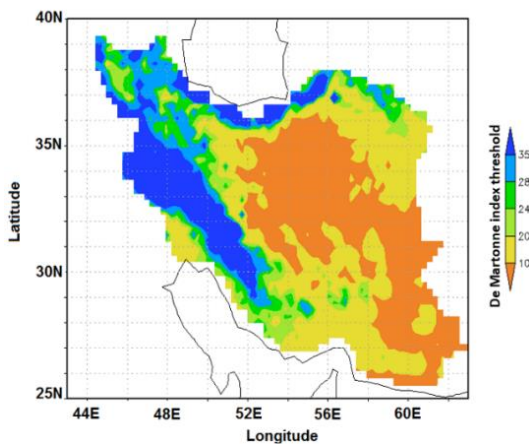 40N
35N
30N
25N
Latitude
44E 48E 52E 56E 60E
Longitude
De Martonne index threshold
35
28
24
20
10